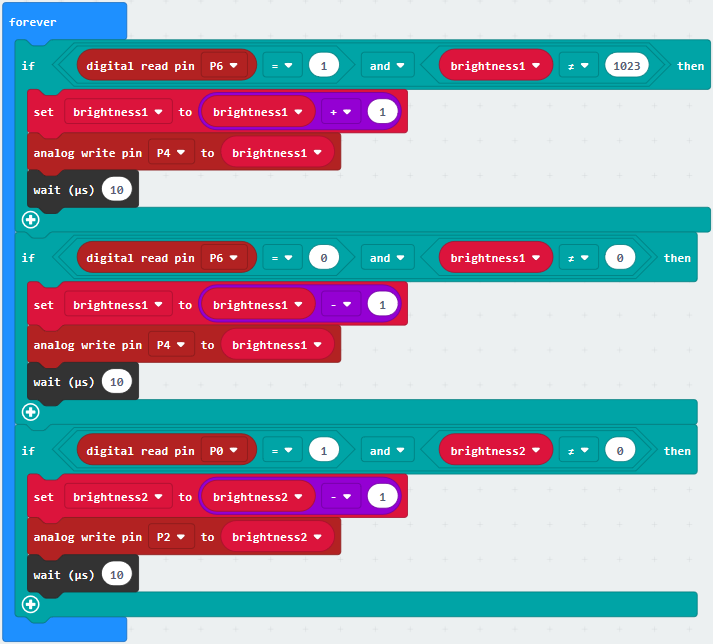 forever
if digital read pin P6 = 1 and brightness1 ≠ 1023 then
set brightness1 to brightness1 + 1
analog write pin P4 to brightness1
wait (µs) 10
if digital read pin P6 = 0 and brightness1 ≠ 0 then
set brightness1 to brightness1 - 1
analog write pin P4 to brightness1
wait (µs) 10
if digital read pin P0 = 1 and brightness2 ≠ 0 then
set brightness2 to brightness2 - 1
analog write pin P2 to brightness2
wait (µs) 10